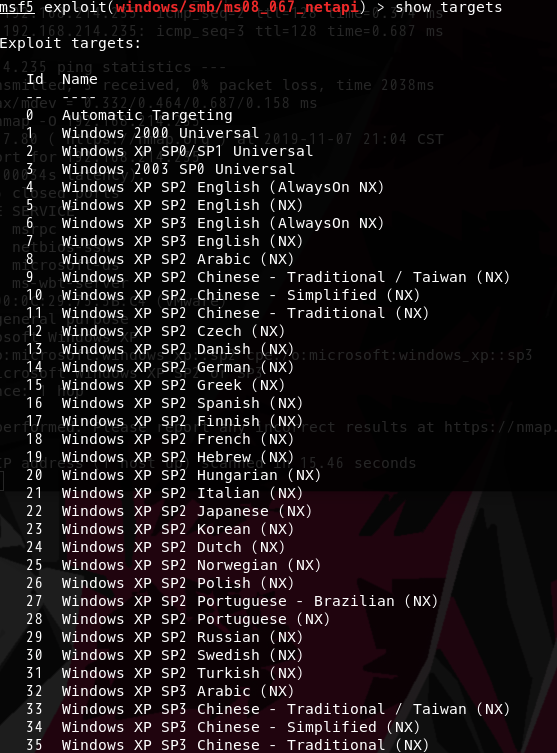 msf5 exploit(windows/smb/ms08_067_netapi) > show targets
Exploit targets:
Id  Name
--  ----
0   Automatic Targeting
1   Windows 2000 Universal
2   Windows XP SP0/SP1 Universal
3   Windows 2003 SP0 Universal
4   Windows XP SP2 English (AlwaysOn NX)
5   Windows XP SP2 English (NX)
6   Windows XP SP3 English (AlwaysOn NX)
7   Windows XP SP3 English (NX)
8   Windows XP SP2 Arabic (NX)
9   Windows XP SP2 Chinese - Traditional / Taiwan (NX)
10  Windows XP SP2 Chinese - Simplified (NX)
11  Windows XP SP2 Chinese - Traditional (NX)
12  Windows XP SP2 Czech (NX)
13  Windows XP SP2 Danish (NX)
14  Windows XP SP2 German (NX)
15  Windows XP SP2 Greek (NX)
16  Windows XP SP2 Spanish (NX)
17  Windows XP SP2 Finnish (NX)
18  Windows XP SP2 French (NX)
19  Windows XP SP2 Hebrew (NX)
20  Windows XP SP2 Hungarian (NX)
21  Windows XP SP2 Italian (NX)
22  Windows XP SP2 Japanese (NX)
23  Windows XP SP2 Korean (NX)
24  Windows XP SP2 Dutch (NX)
25  Windows XP SP2 Norwegian (NX)
26  Windows XP SP2 Polish (NX)
27  Windows XP SP2 Portuguese - Brazilian (NX)
28  Windows XP SP2 Portuguese (NX)
29  Windows XP SP2 Russian (NX)
30  Windows XP SP2 Swedish (NX)
31  Windows XP SP2 Turkish (NX)
32  Windows XP SP3 Arabic (NX)
33  Windows XP SP3 Chinese - Traditional / Taiwan (NX)
34  Windows XP SP3 Chinese - Simplified (NX)
35  Windows XP SP3 Chinese - Traditional (NX)